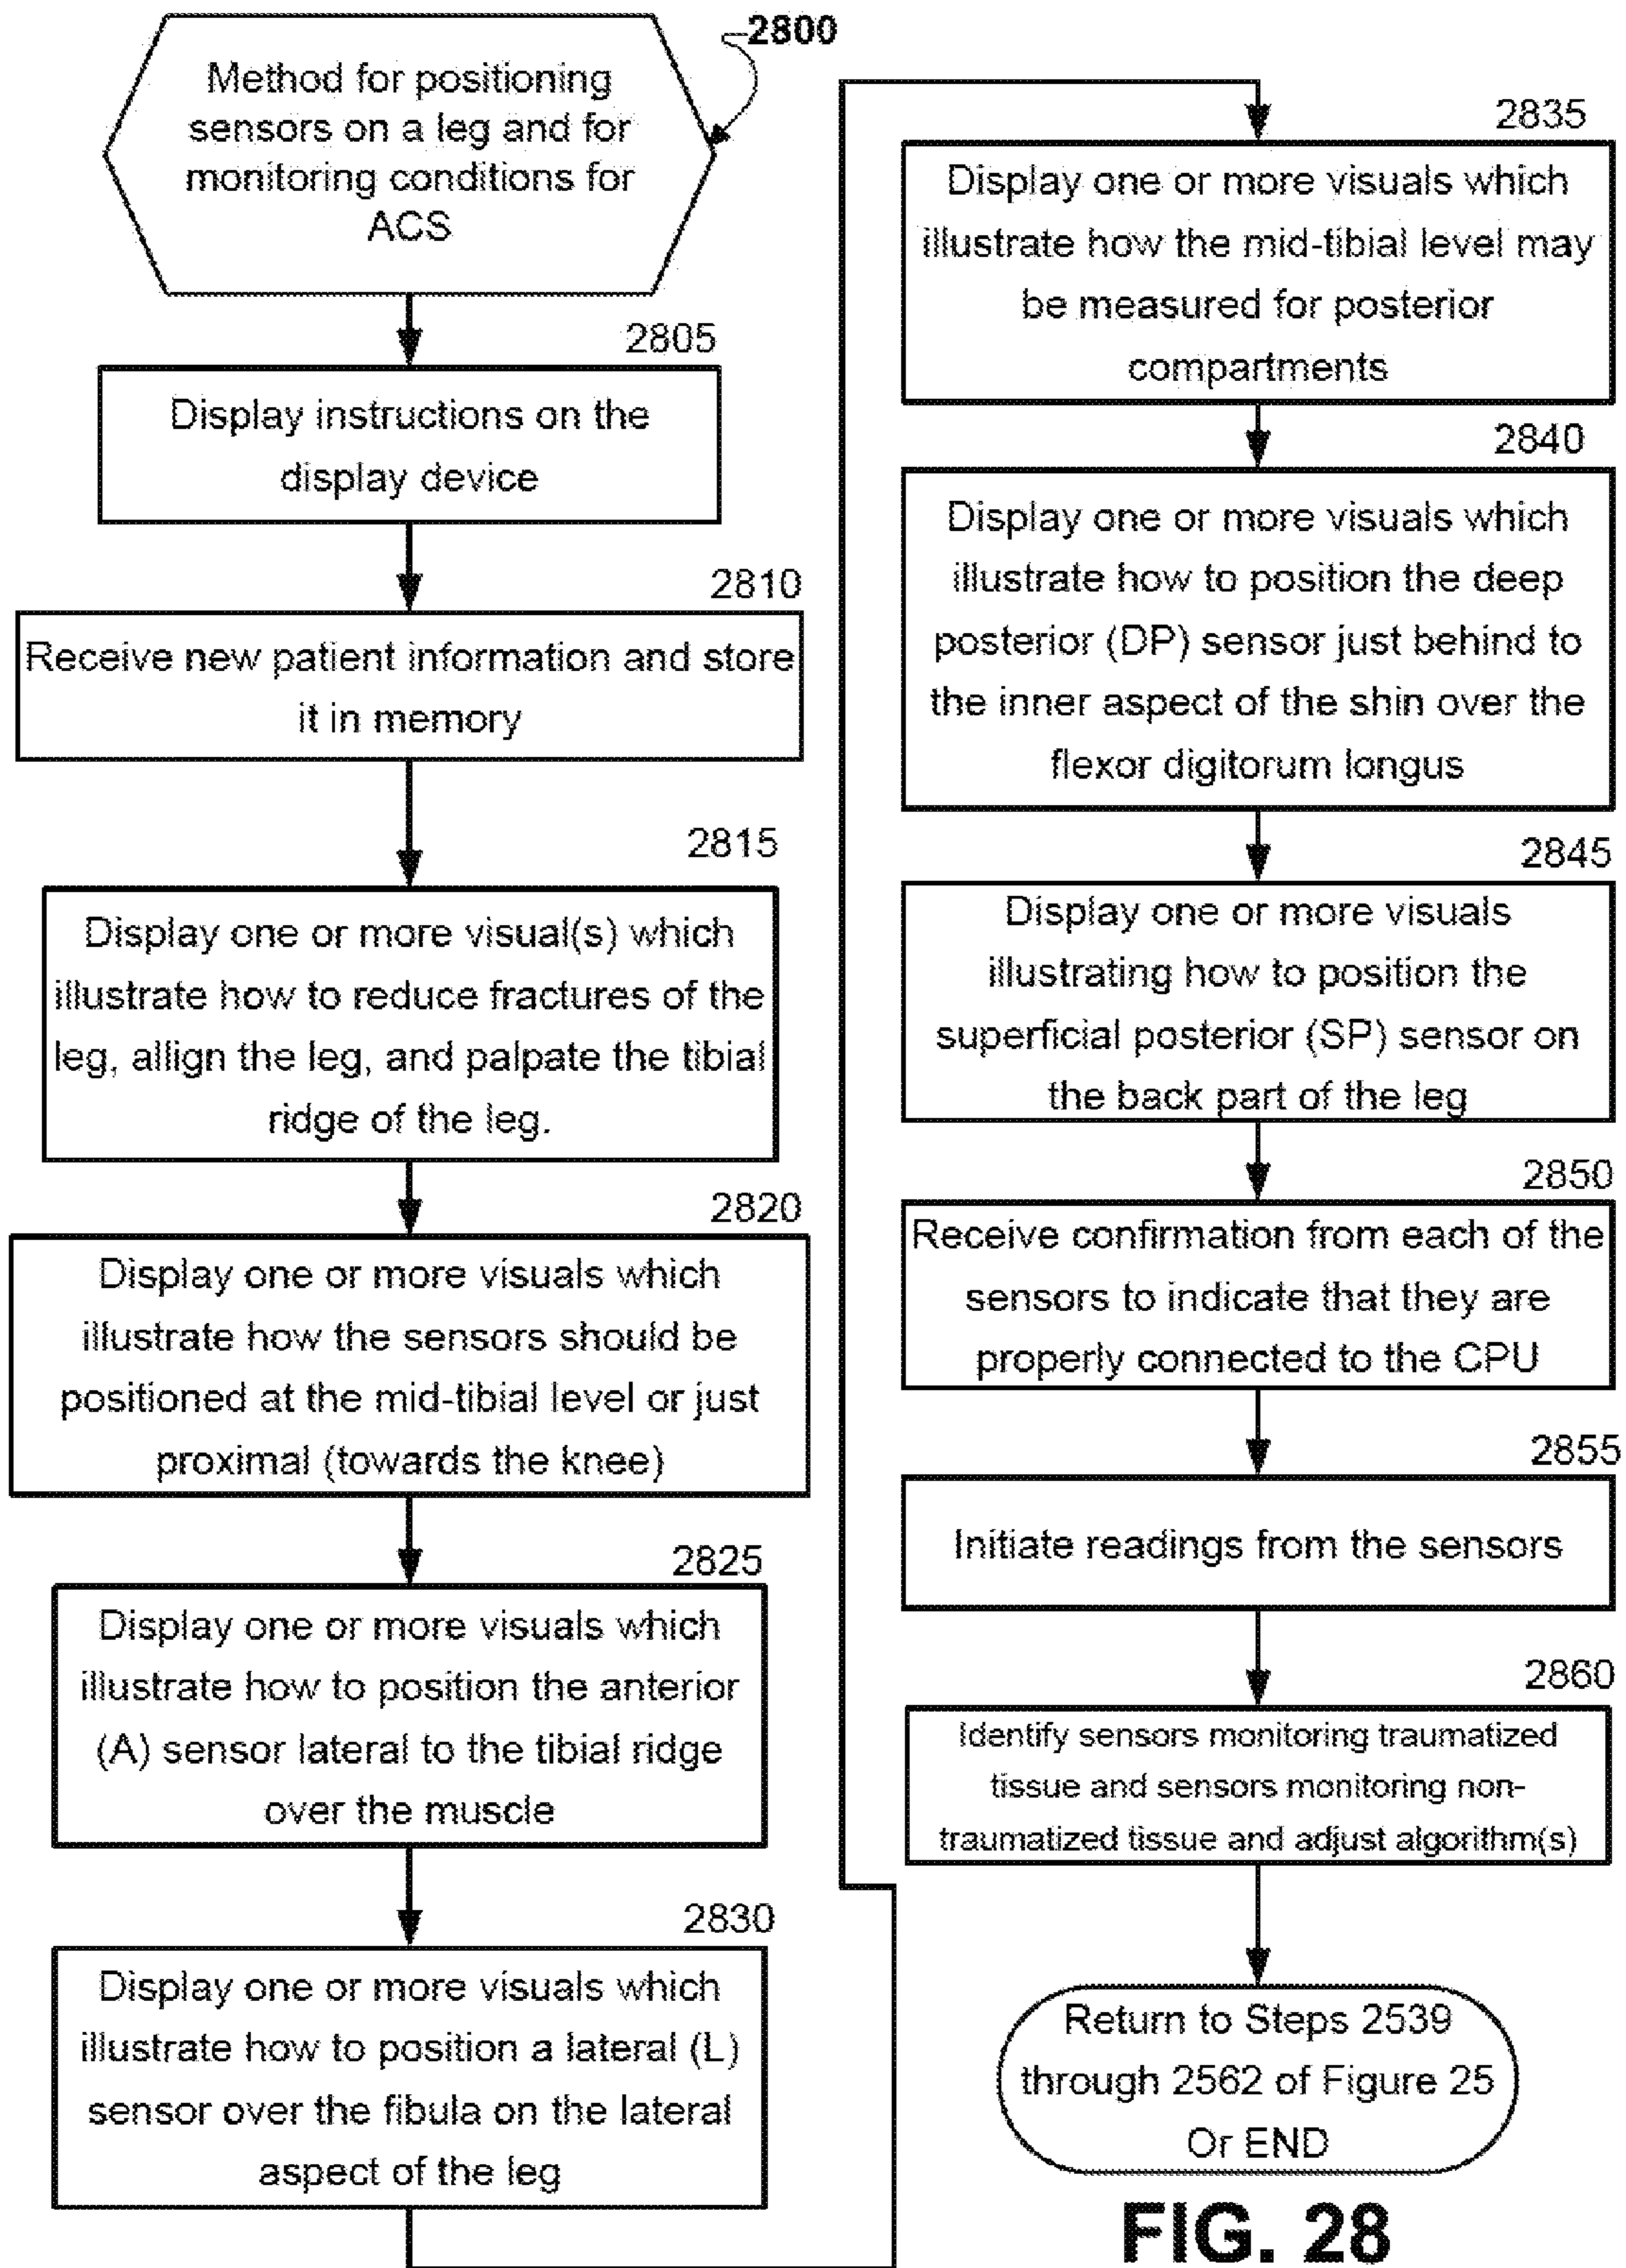 2800
Method for positioning
sensors on a leg and for
monitoring conditions for
ACS
2805
Display instructions on the
display device
2810
Receive new patient information and store
it in memory
2815
Display one or more visual(s) which
illustrate how to reduce fractures of the
leg, allign the leg, and palpate the tibial
ridge of the leg.
2820
Display one or more visuals which
illustrate how the sensors should be
positioned at the mid-tibial level or just
proximal (towards the knee)
2825
Display one or more visuals which
illustrate how to position the anterior
(A) sensor lateral to the tibial ridge
over the muscle
2830
Display one or more visuals which
illustrate how to position a lateral (L)
sensor over the fibula on the lateral
aspect of the leg
2835
Display one or more visuals which
illustrate how the mid-tibial level may
be measured for posterior
compartments
2840
Display one or more visuals which
illustrate how to position the deep
posterior (DP) sensor just behind to
the inner aspect of the shin over the
flexor digitorum longus
2845
Display one or more visuals
illustrating how to position the
superficial posterior (SP) sensor on
the back part of the leg
2850
Receive confirmation from each of the
sensors to indicate that they are
properly connected to the CPU
2855
Initiate readings from the sensors
2860
Identify sensors monitoring traumatized
tissue and sensors monitoring non-
traumatized tissue and adjust algorithm(s)
Return to Steps 2539
through 2562 of Figure 25
Or END
FIG. 28